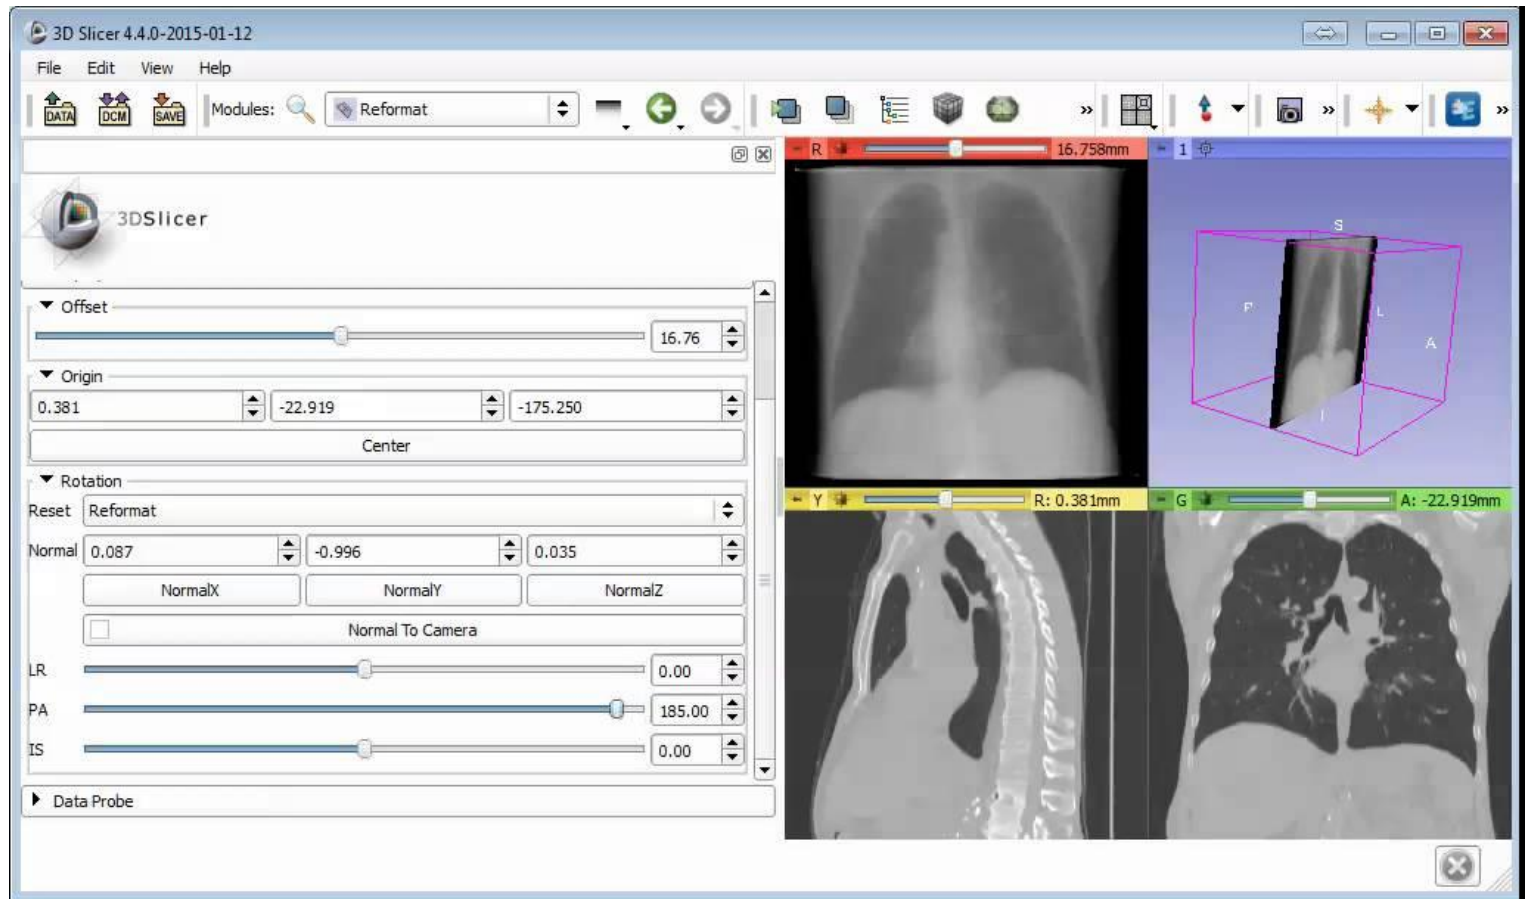 3D Slicer 4.4.0-2015-01-12
File Edit View Help
DATA DCM SAVE Modules: Reformat
R 16.758mm 1
3DSlicer
S
Offset
P L
16.76
A
Origin
0.381 -22.919 -175.250
Center
I
Rotation
Reset Reformat
Y R: 0.381mm G A: -22.919mm
Normal 0.087 -0.996 0.035
NormalX NormalY NormalZ
Normal To Camera
LR 0.00
PA 185.00
IS 0.00
Data Probe